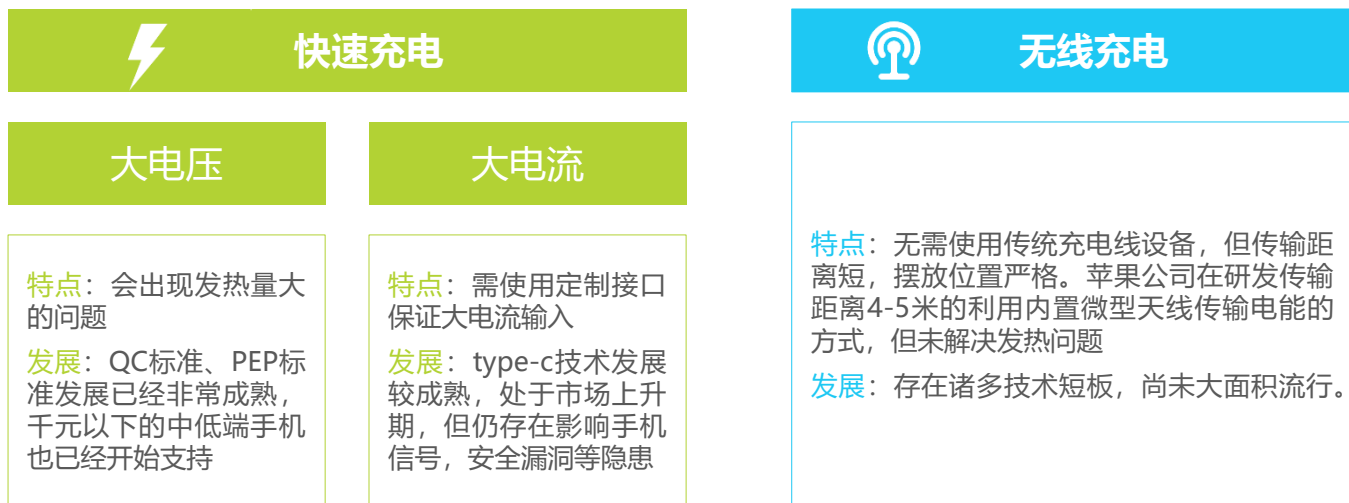 快速充电
大电压
特点：会出现发热量大
的问题
发展：QC标准、PEP标
准发展已经非常成熟，
千元以下的中低端手机
也已经开始支持
大电流
特点：需使用定制接口
保证大电流输入
发展：type-c技术发展
较成熟，处于市场上升
期，但仍存在影响手机
信号，安全漏洞等隐患
无线充电
特点：无需使用传统充电线设备，但传输距
离短，摆放位置严格。苹果公司在研发传输
距离4-5米的利用内置微型天线传输电能的
方式，但未解决发热问题
发展：存在诸多技术短板，尚未大面积流行。